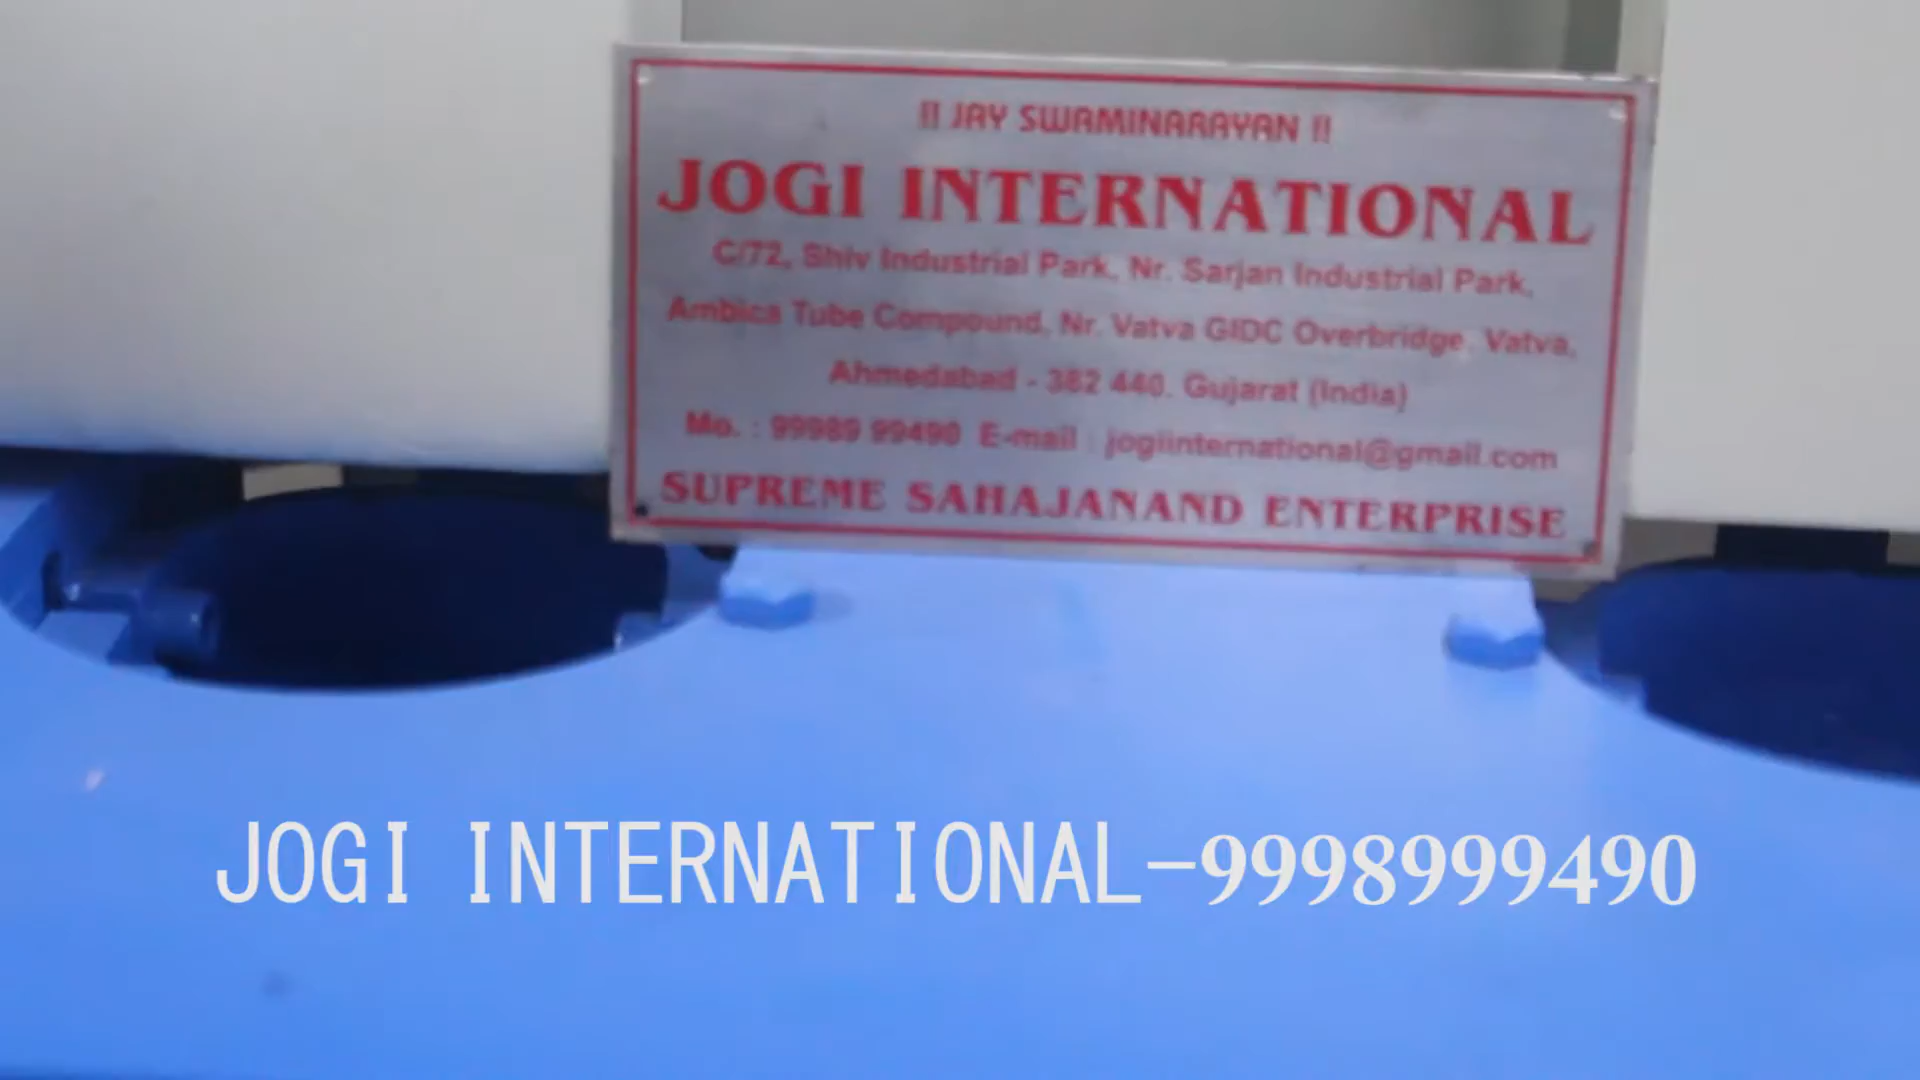 !! JAY SWAMINARAYAN !!
JOGI INTERNATIONAL
C/72, Shiv Industrial Park, Nr. Sarjan Industrial Park,
Ambica Tube Compound, Nr. Vatva GIDC Overbridge, Vatva,
Ahmedabad - 382 440. Gujarat (India)
Mo. : 99989 99490 E-mail : jogiinternational@gmail.com
SUPREME SAHAJANAND ENTERPRISE
JOGI INTERNATIONAL-9998999490